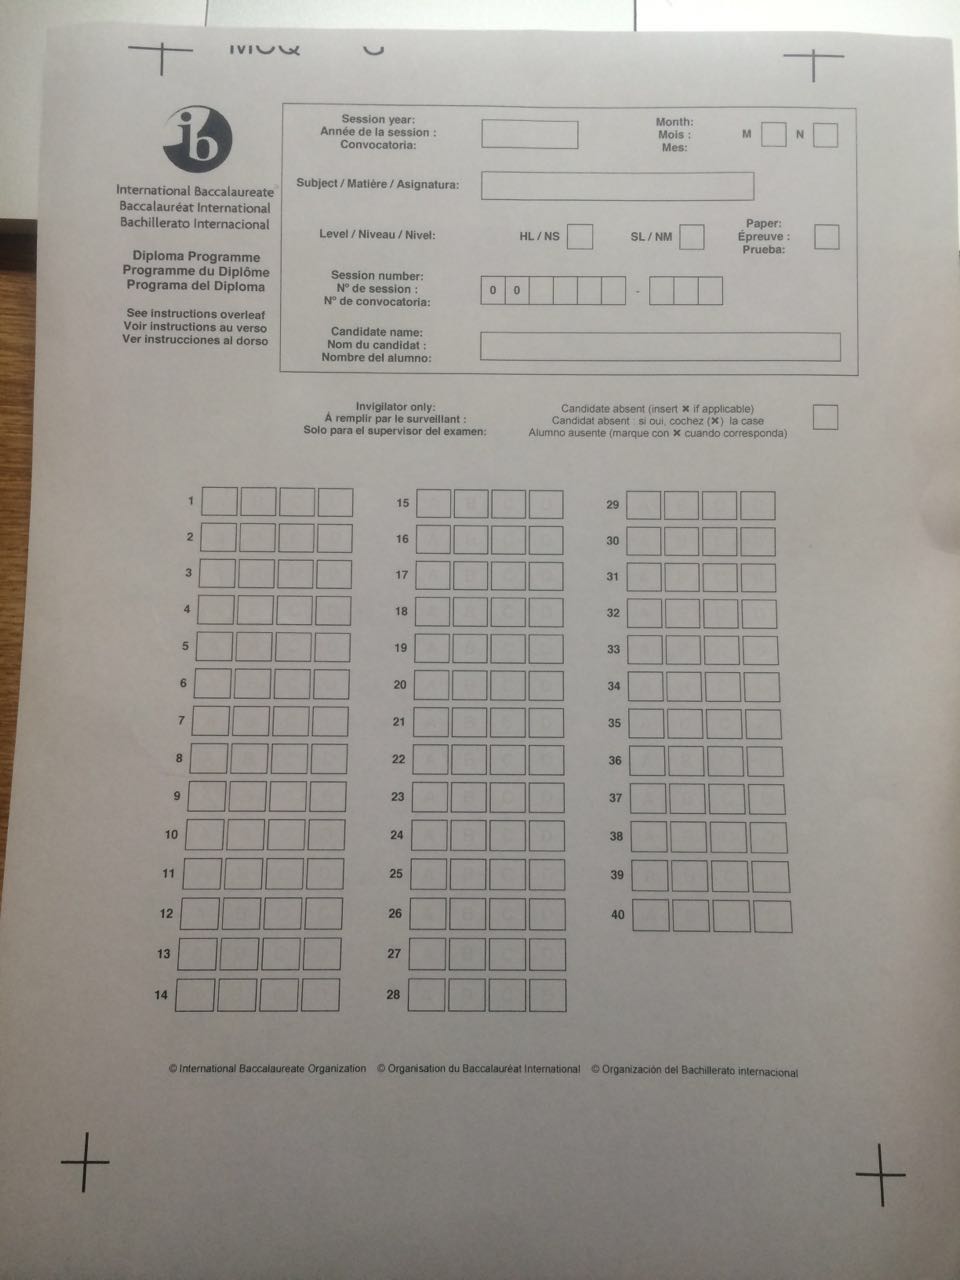 ib
International Baccalaureate
Baccalauréat International
Bachillerato Internacional
Diploma Programme
Programme du Diplôme
Programa del Diploma
See instructions overleaf
Voir instructions au verso
Ver instrucciones al dorso
Session year:
Année de la session :
Convocatoria:
Month:
Mois :
Mes:
M N
Subject / Matière / Asignatura:
Level / Niveau / Nivel:
HL / NS
SL / NM
Paper:
Épreuve :
Prueba:
Session number:
Nº de session :
Nº de convocatoria:
0 0 -
Candidate name:
Nom du candidat :
Nombre del alumno:
Invigilator only:
À remplir par le surveillant :
Solo para el supervisor del examen:
Candidate absent (insert ✖ if applicable)
Candidat absent : si oui, cochez (✖) la case
Alumno ausente (marque con ✖ cuando corresponda)
1
2
3
4
5
6
7
8
9
10
11
12
13
14
15
16
17
18
19
20
21
22
23
24
25
26
27
28
29
30
31
32
33
34
35
36
37
38
39
40
© International Baccalaureate Organization © Organisation du Baccalauréat International © Organización del Bachillerato internacional